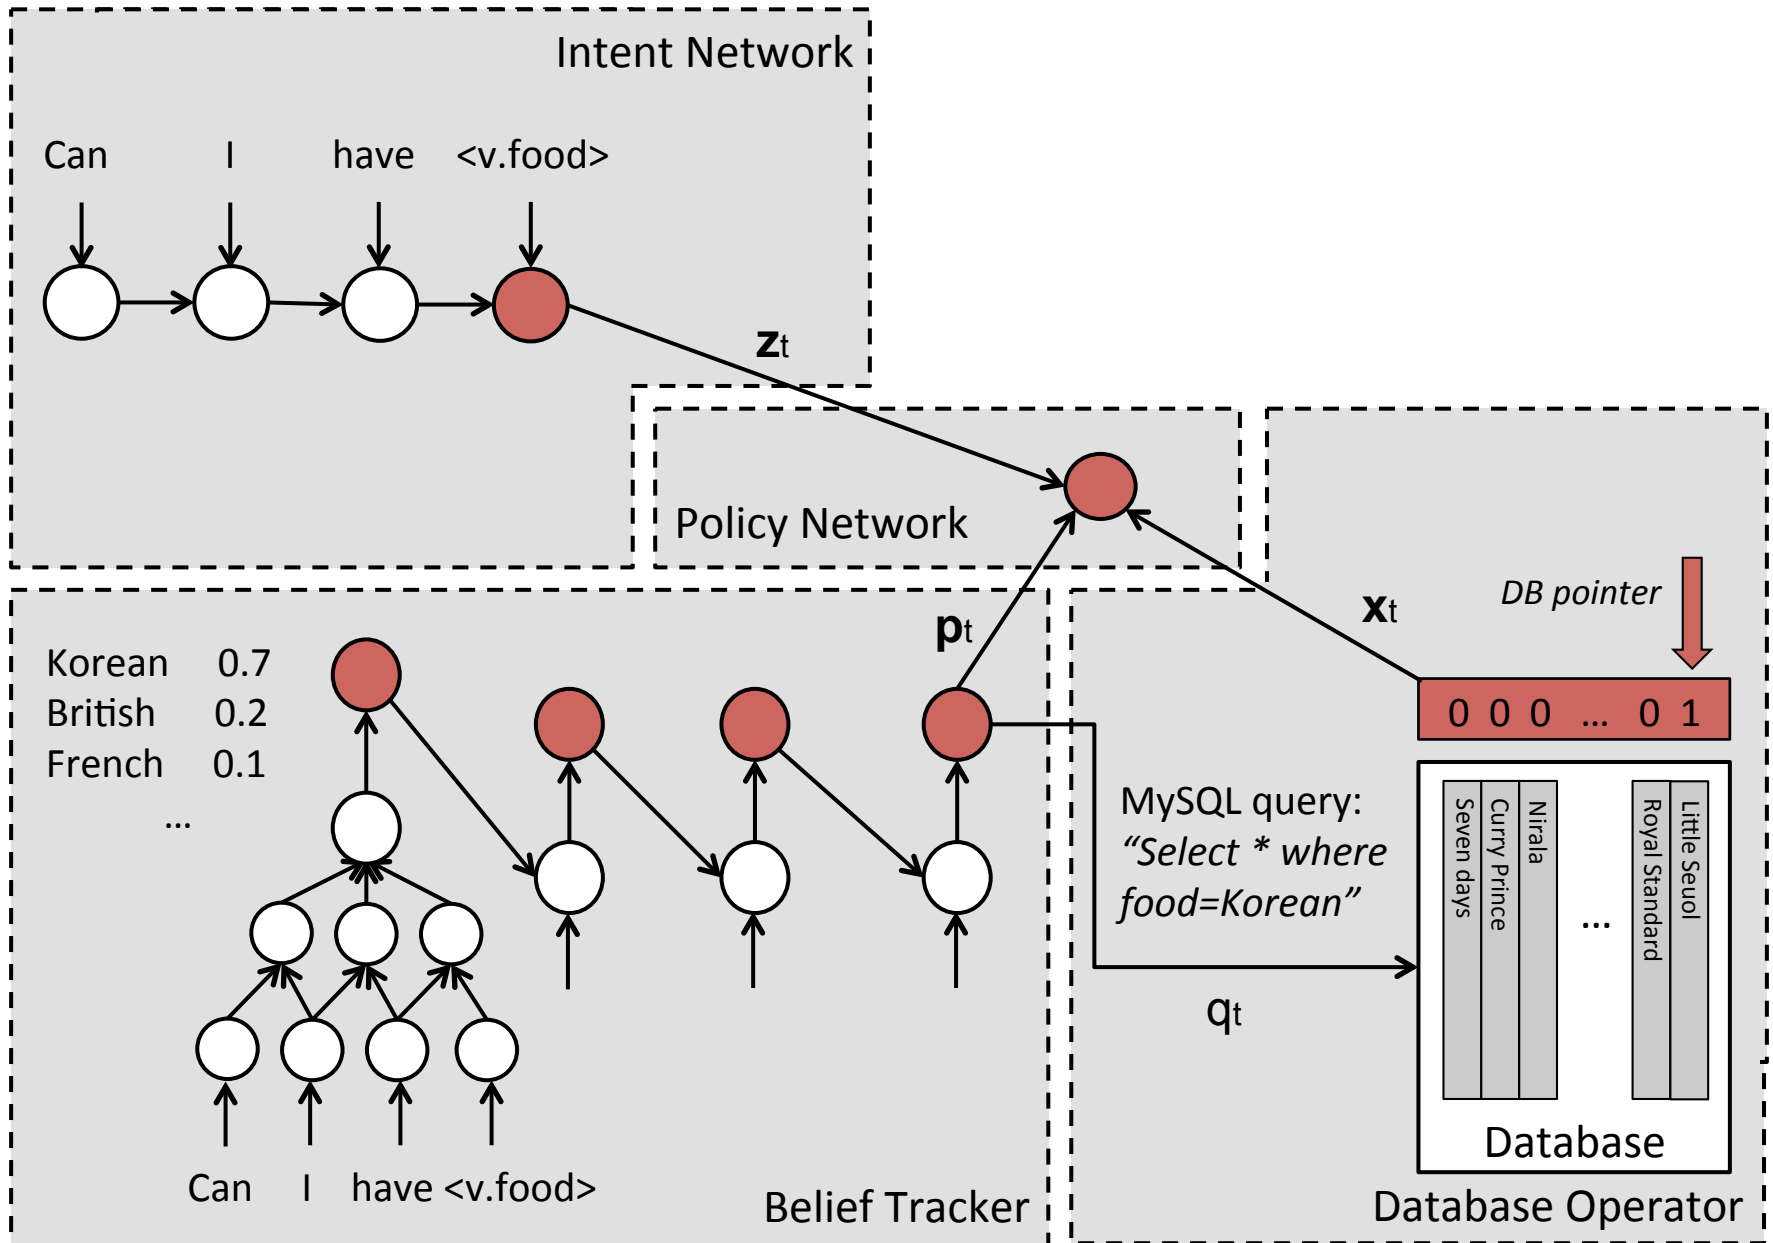 Intent Network
Can I have <v.food>
zt
Policy Network
pt
xt
DB pointer
0 0 0 ... 0 1
Korean 0.7
British 0.2
French 0.1
...
MySQL query:
“Select * where
food=Korean”
qt
Seven days
Curry Prince
Nirala
...
Royal Standard
Little Seuol
Database
Can I have <v.food>
Belief Tracker
Database Operator